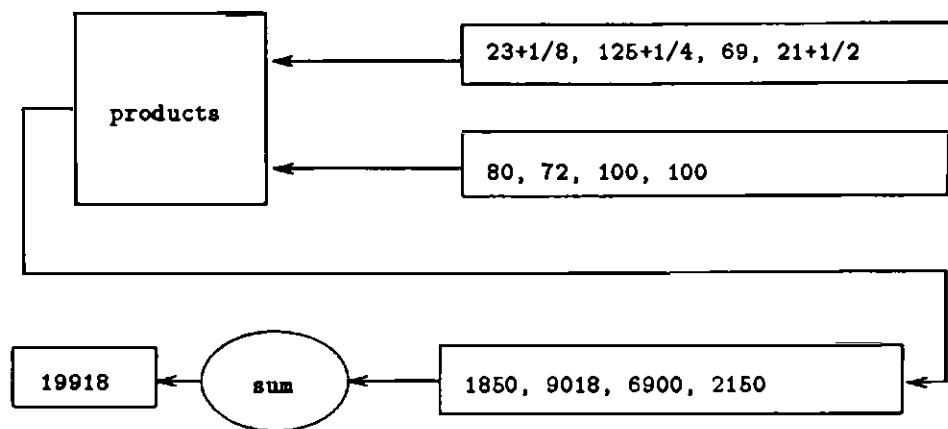 23+1/8, 125+1/4, 69, 21+1/2
products
80, 72, 100, 100
19918
sum
1850, 9018, 6900, 2150